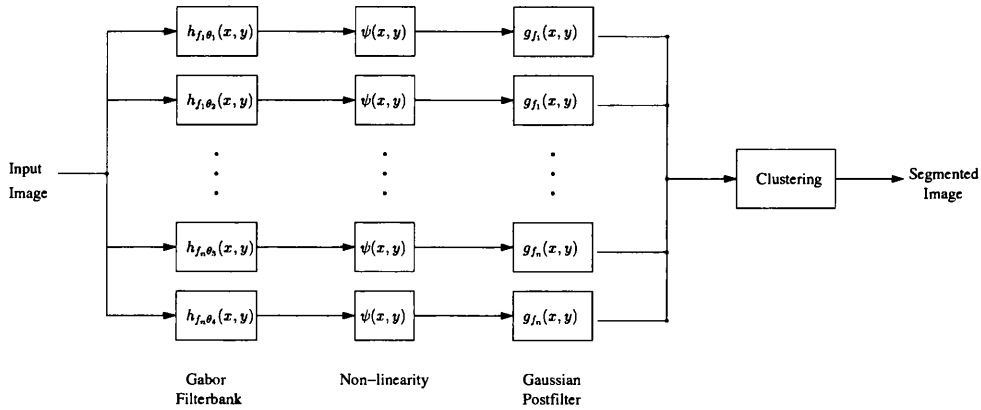 h_{f_1θ_1}(x, y) ψ(x, y) g_{f_1}(x, y)
h_{f_1θ_2}(x, y) ψ(x, y) g_{f_1}(x, y)
Input
Image
Clustering
Segmented
Image
h_{f_nθ_3}(x, y) ψ(x, y) g_{f_n}(x, y)
h_{f_nθ_4}(x, y) ψ(x, y) g_{f_n}(x, y)
Gabor
Filterbank
Non-linearity
Gaussian
Postfilter